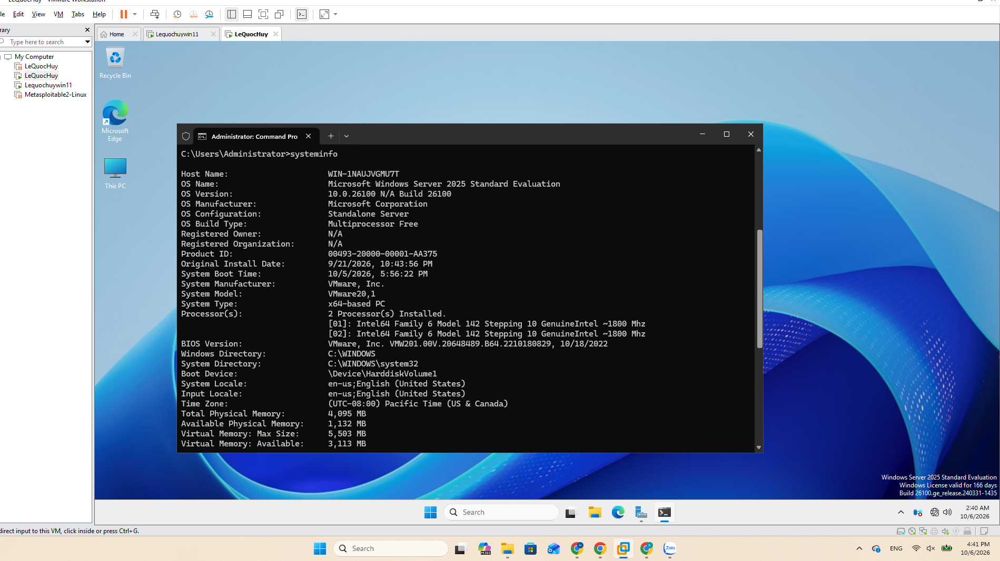 LeQuocHuy - VMware Workstation
le Edit View VM Tabs Help
rary
Type here to search
My Computer
LeQuocHuy
LeQuocHuy
Lequochuywin11
Metasploitable2-Linux
Home
Lequochuywin11
LeQuocHuy
Recycle Bin
Microsoft
Edge
This PC
Administrator: Command Pro
C:\Users\Administrator>systeminfo
Host Name: WIN-1NAUJVGMU7T
OS Name: Microsoft Windows Server 2025 Standard Evaluation
OS Version: 10.0.26100 N/A Build 26100
OS Manufacturer: Microsoft Corporation
OS Configuration: Standalone Server
OS Build Type: Multiprocessor Free
Registered Owner: N/A
Registered Organization: N/A
Product ID: 00493-20000-00001-AA375
Original Install Date: 9/21/2026, 10:43:56 PM
System Boot Time: 10/5/2026, 5:56:22 PM
System Manufacturer: VMware, Inc.
System Model: VMware20,1
System Type: x64-based PC
Processor(s): 2 Processor(s) Installed.
[01]: Intel64 Family 6 Model 142 Stepping 10 GenuineIntel ~1800 Mhz
[02]: Intel64 Family 6 Model 142 Stepping 10 GenuineIntel ~1800 Mhz
BIOS Version: VMware, Inc. VMW201.00V.20648489.B64.2210180829, 10/18/2022
Windows Directory: C:\WINDOWS
System Directory: C:\WINDOWS\system32
Boot Device: \Device\HarddiskVolume1
System Locale: en-us;English (United States)
Input Locale: en-us;English (United States)
Time Zone: (UTC-08:00) Pacific Time (US & Canada)
Total Physical Memory: 4,095 MB
Available Physical Memory: 1,132 MB
Virtual Memory: Max Size: 5,503 MB
Virtual Memory: Available: 3,113 MB
Windows Server 2025 Standard Evaluation
Windows License valid for 166 days
Build 26100.ge_release.240331-1435
Search
2:40 AM
10/6/2026
direct input to this VM, click inside or press Ctrl+G.
Search
M365
Zalo
ENG
4:41 PM
10/6/2026